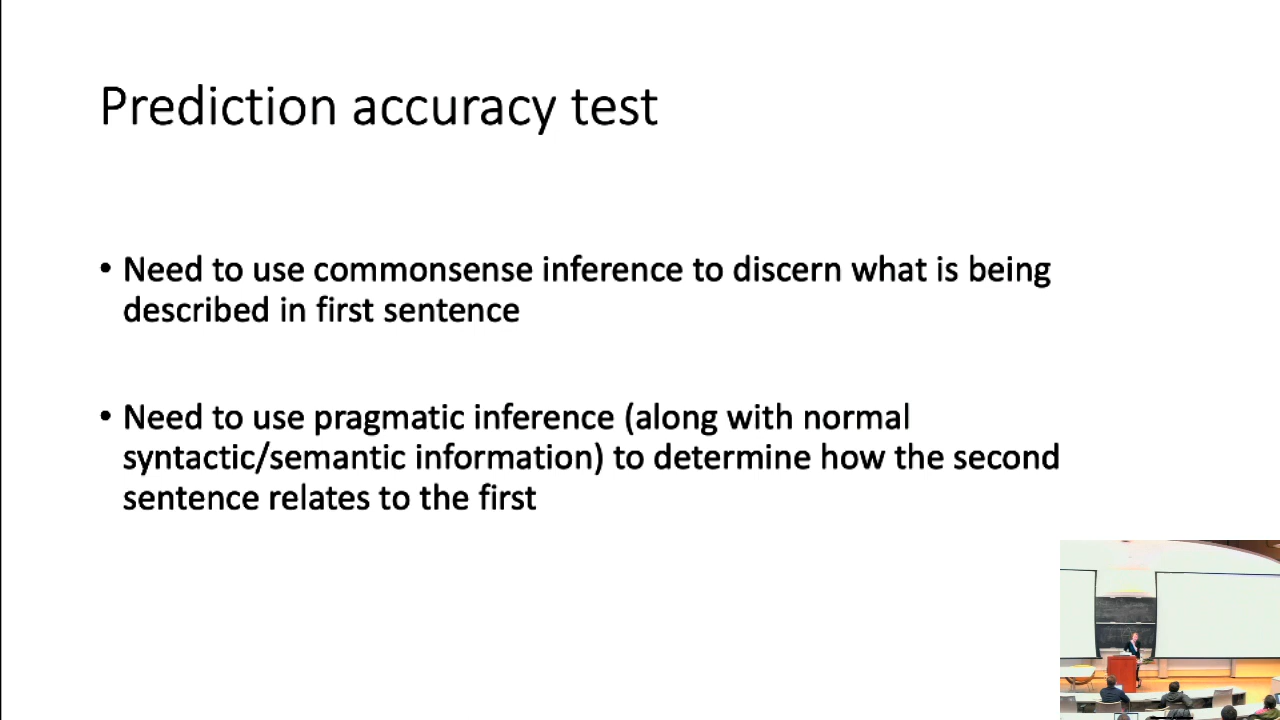 Prediction accuracy test
• Need to use commonsense inference to discern what is being
described in first sentence
• Need to use pragmatic inference (along with normal
syntactic/semantic information) to determine how the second
sentence relates to the first